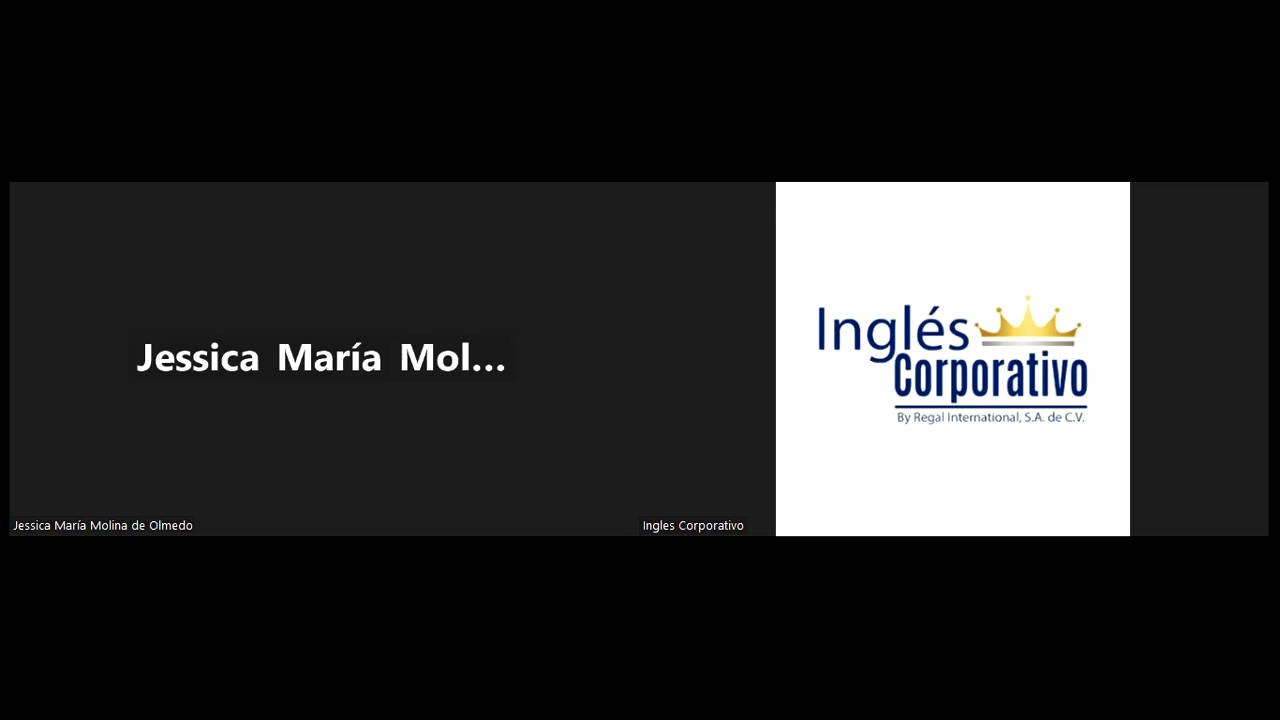 Jessica María Mol...
Jessica María Molina de Olmedo
Ingles Corporativo
Inglés
Corporativo
By Regal International, S.A. de C.V.